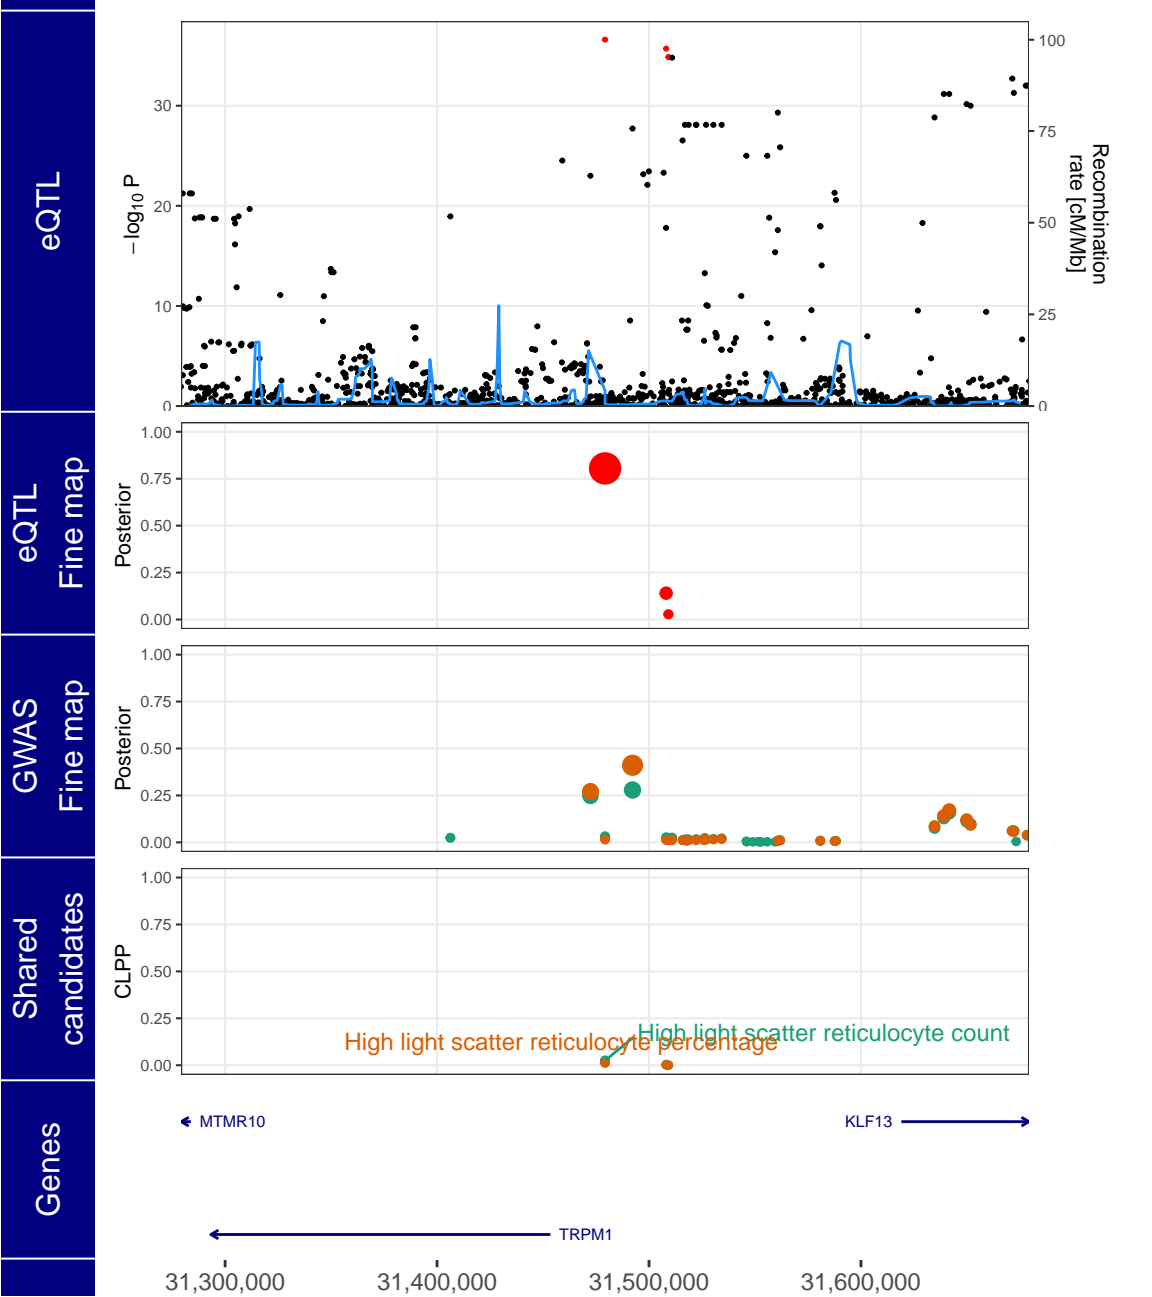 eQTL
−log10 P
30
20
10
0
100
75
50
25
0
Recombination
rate [cM/Mb]
eQTL
Fine map
Posterior
1.00
0.75
0.50
0.25
0.00
GWAS
Fine map
Posterior
1.00
0.75
0.50
0.25
0.00
Shared
candidates
CLPP
1.00
0.75
0.50
0.25
0.00
High light scatter reticulocyte count
High light scatter reticulocyte percentage
Genes
MTMR10
KLF13
TRPM1
31,300,000
31,400,000
31,500,000
31,600,000